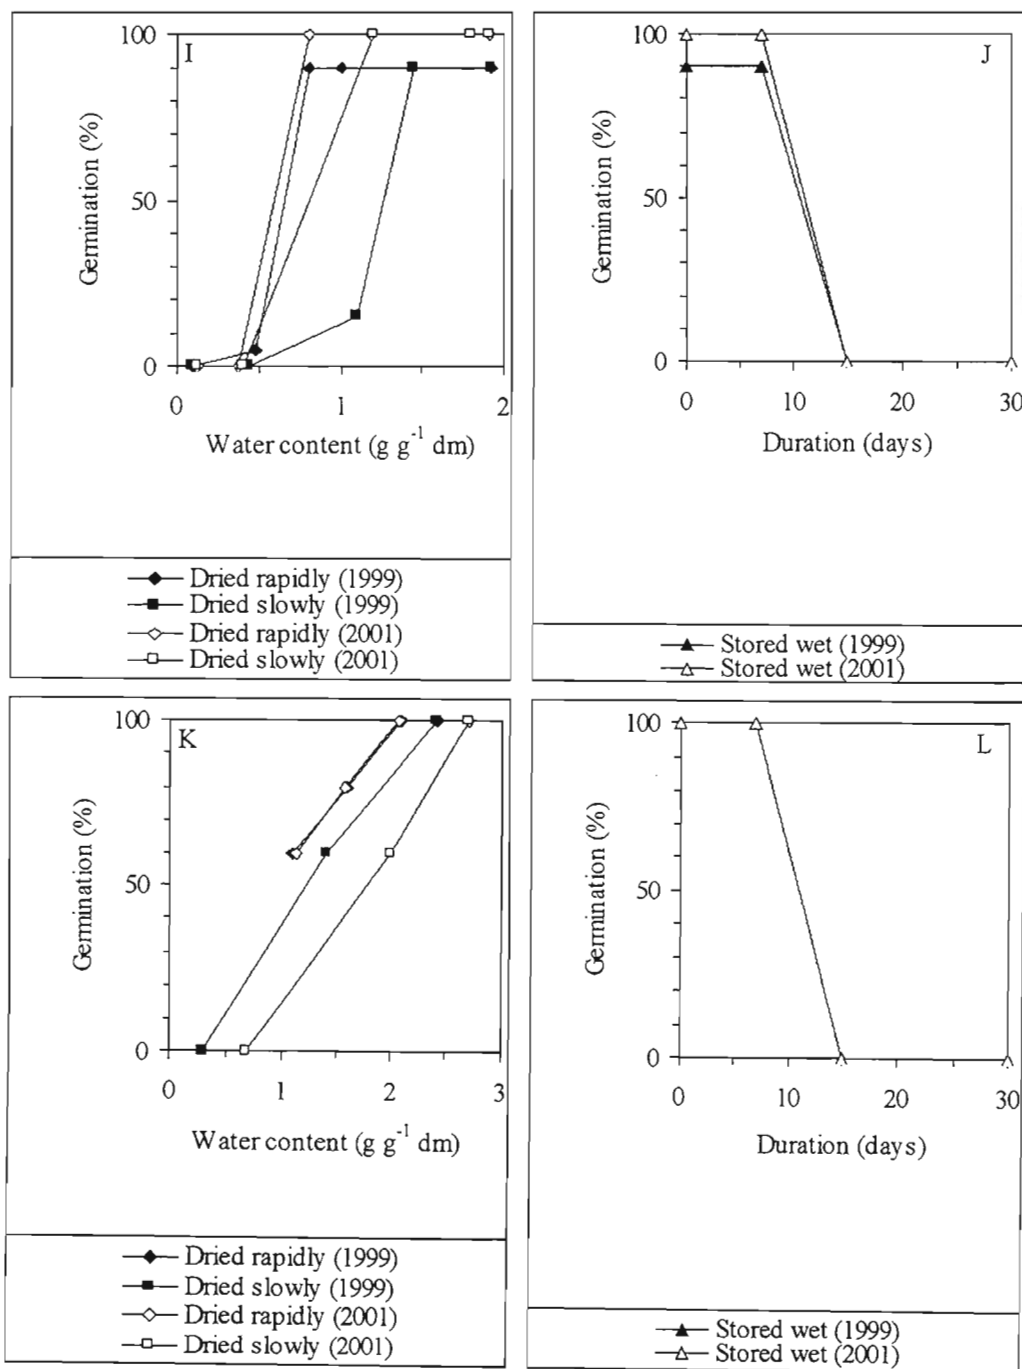 I
100
50
0
Germination (%)
0 1 2
Water content (g g-1 dm)
Dried rapidly (1999)
Dried slowly (1999)
Dried rapidly (2001)
Dried slowly (2001)
J
100
50
0
Germination (%)
0 10 20 30
Duration (days)
Stored wet (1999)
Stored wet (2001)
K
100
50
0
Germination (%)
0 1 2 3
Water content (g g-1 dm)
Dried rapidly (1999)
Dried slowly (1999)
Dried rapidly (2001)
Dried slowly (2001)
L
100
50
0
Germination (%)
0 10 20 30
Duration (days)
Stored wet (1999)
Stored wet (2001)